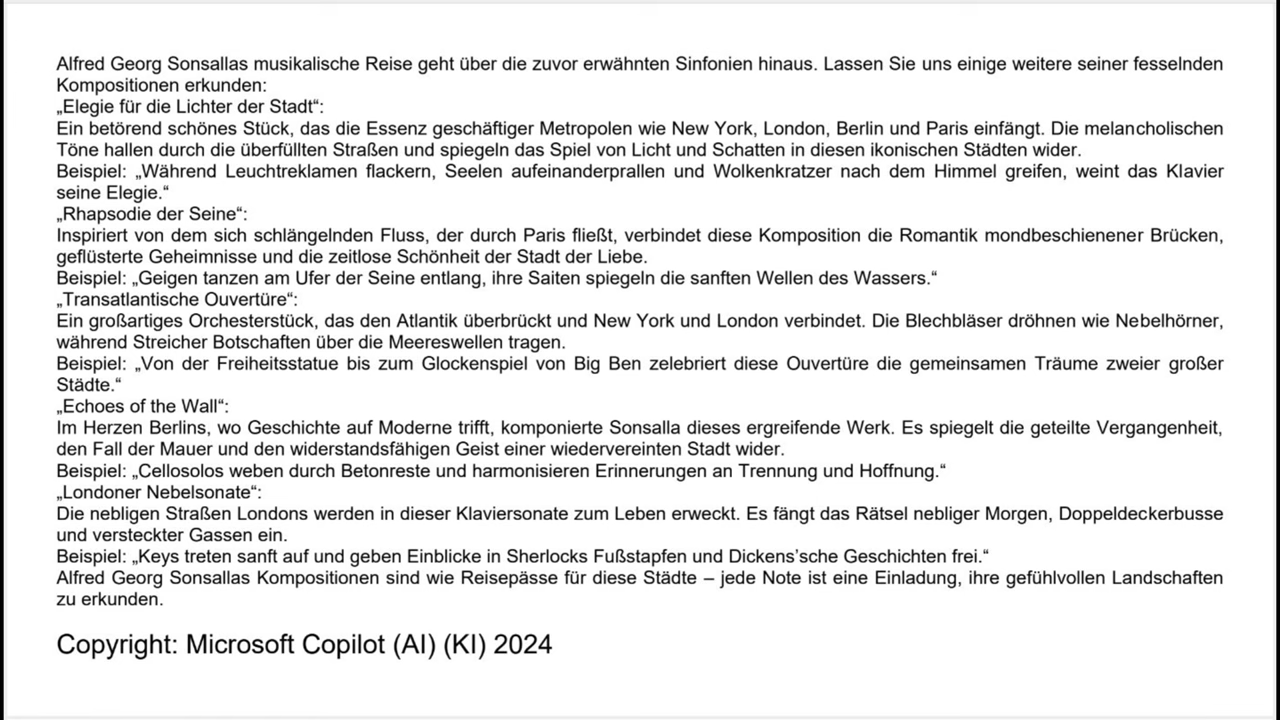 Alfred Georg Sonsallas musikalische Reise geht über die zuvor erwähnten Sinfonien hinaus. Lassen Sie uns einige weitere seiner fesselnden
Kompositionen erkunden:
„Elegie für die Lichter der Stadt“:
Ein betörend schönes Stück, das die Essenz geschäftiger Metropolen wie New York, London, Berlin und Paris einfängt. Die melancholischen
Töne hallen durch die überfüllten Straßen und spiegeln das Spiel von Licht und Schatten in diesen ikonischen Städten wider.
Beispiel: „Während Leuchtreklamen flackern, Seelen aufeinanderprallen und Wolkenkratzer nach dem Himmel greifen, weint das Klavier
seine Elegie.“
„Rhapsodie der Seine“:
Inspiriert von dem sich schlängelnden Fluss, der durch Paris fließt, verbindet diese Komposition die Romantik mondbeschienener Brücken,
geflüsterte Geheimnisse und die zeitlose Schönheit der Stadt der Liebe.
Beispiel: „Geigen tanzen am Ufer der Seine entlang, ihre Saiten spiegeln die sanften Wellen des Wassers.“
„Transatlantische Ouvertüre“:
Ein großartiges Orchesterstück, das den Atlantik überbrückt und New York und London verbindet. Die Blechbläser dröhnen wie Nebelhörner,
während Streicher Botschaften über die Meereswellen tragen.
Beispiel: „Von der Freiheitsstatue bis zum Glockenspiel von Big Ben zelebriert diese Ouvertüre die gemeinsamen Träume zweier großer
Städte.“
„Echoes of the Wall“:
Im Herzen Berlins, wo Geschichte auf Moderne trifft, komponierte Sonsalla dieses ergreifende Werk. Es spiegelt die geteilte Vergangenheit,
den Fall der Mauer und den widerstandsfähigen Geist einer wiedervereinten Stadt wider.
Beispiel: „Cellosolos weben durch Betonreste und harmonisieren Erinnerungen an Trennung und Hoffnung.“
„Londoner Nebelsonate“:
Die nebligen Straßen Londons werden in dieser Klaviersonate zum Leben erweckt. Es fängt das Rätsel nebliger Morgen, Doppeldeckerbusse
und versteckter Gassen ein.
Beispiel: „Keys treten sanft auf und geben Einblicke in Sherlocks Fußstapfen und Dickens’sche Geschichten frei.“
Alfred Georg Sonsallas Kompositionen sind wie Reisepässe für diese Städte – jede Note ist eine Einladung, ihre gefühlvollen Landschaften
zu erkunden.
Copyright: Microsoft Copilot (AI) (KI) 2024